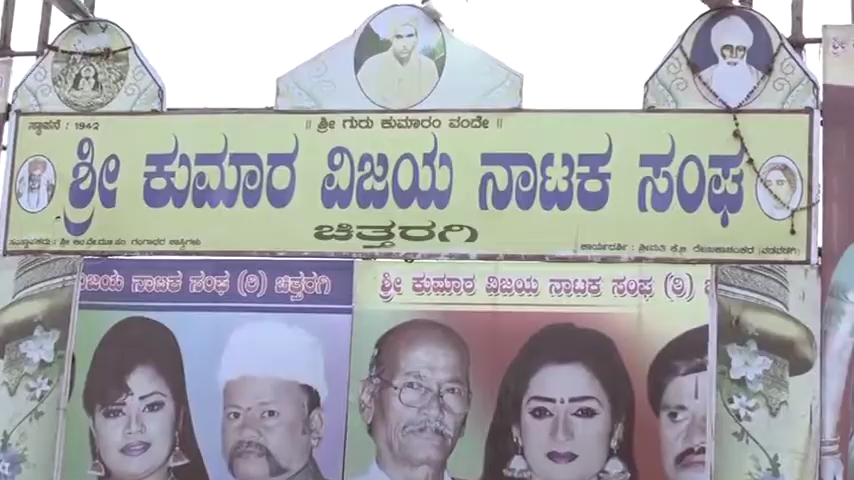 ಸ್ಥಾಪನೆ : 1942
॥ ಶ್ರೀ ಗುರು ಕುಮಾರಂ ವಂದೇ ॥
ಶ್ರೀ ಕುಮಾರ ವಿಜಯ ನಾಟಕ ಸಂಘ
ಚಿತ್ತರಗಿ
ವಿಜಯ ನಾಟಕ ಸಂಘ (ರಿ) ಚಿತ್ತರಗಿ
ಶ್ರೀ ಕುಮಾರ ವಿಜಯ ನಾಟಕ ಸಂಘ (ರಿ)